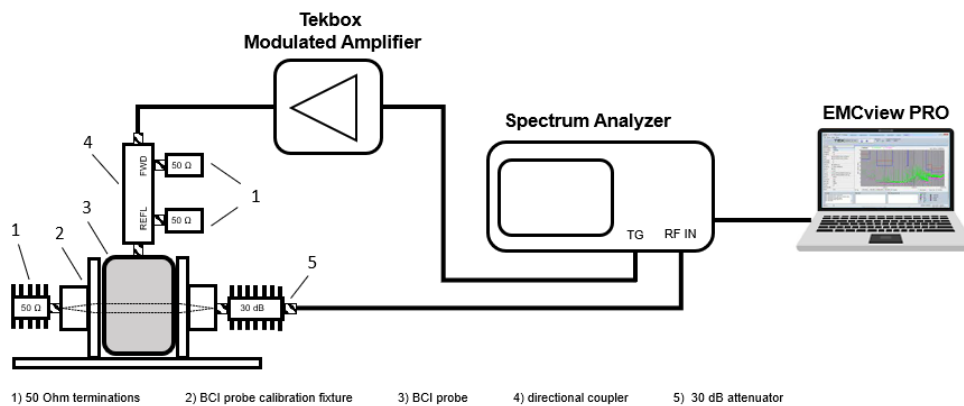 Tekbox
Modulated Amplifier
EMCview PRO
Spectrum Analyzer
4
FWD
50 Ω
1
3
REFL
50 Ω
TG
RF IN
1
2
5
50 Ω
30 dB
1) 50 Ohm terminations 2) BCI probe calibration fixture 3) BCI probe 4) directional coupler 5) 30 dB attenuator